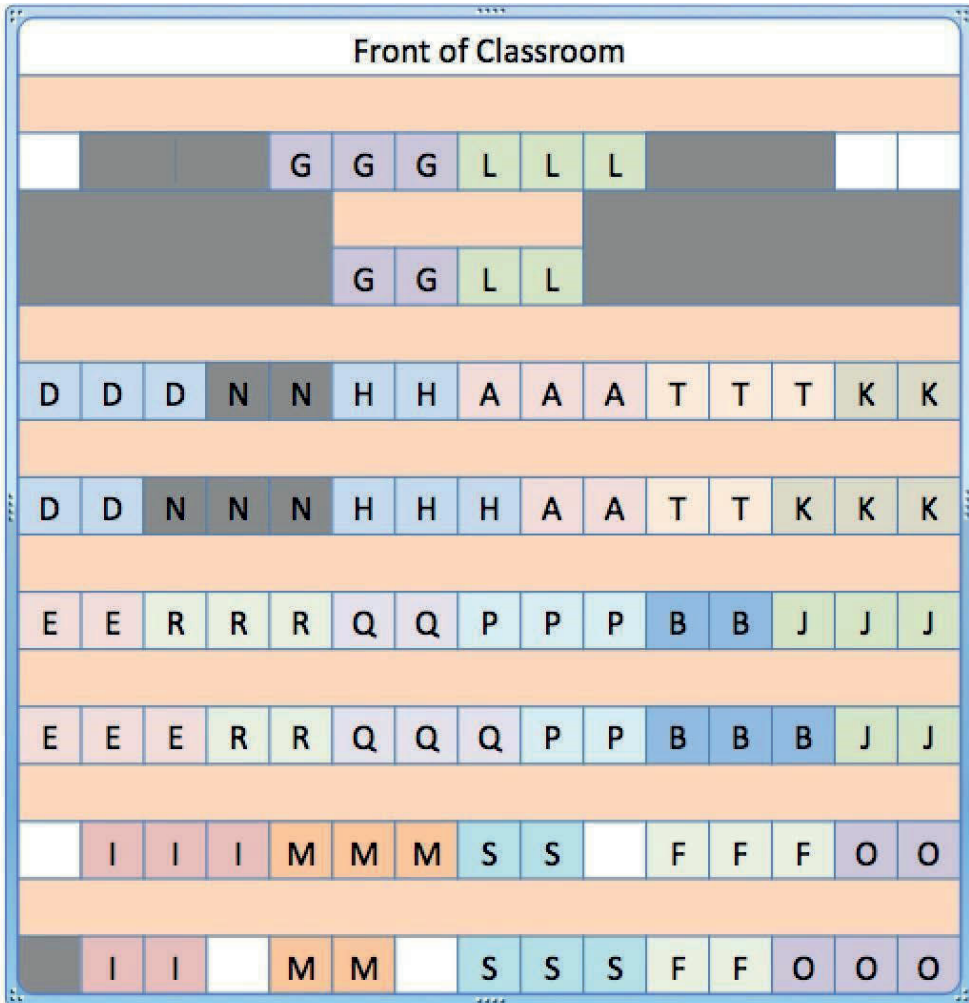 Front of Classroom
G G G L L L
G G L L
D D D N N H H A A A T T T K K
D D N N N H H H A A T T K K K
E E R R R Q Q P P P B B J J J
E E E R R Q Q Q P P B B B J J
I I I M M M S S F F F O O
I I M M S S S F F O O O